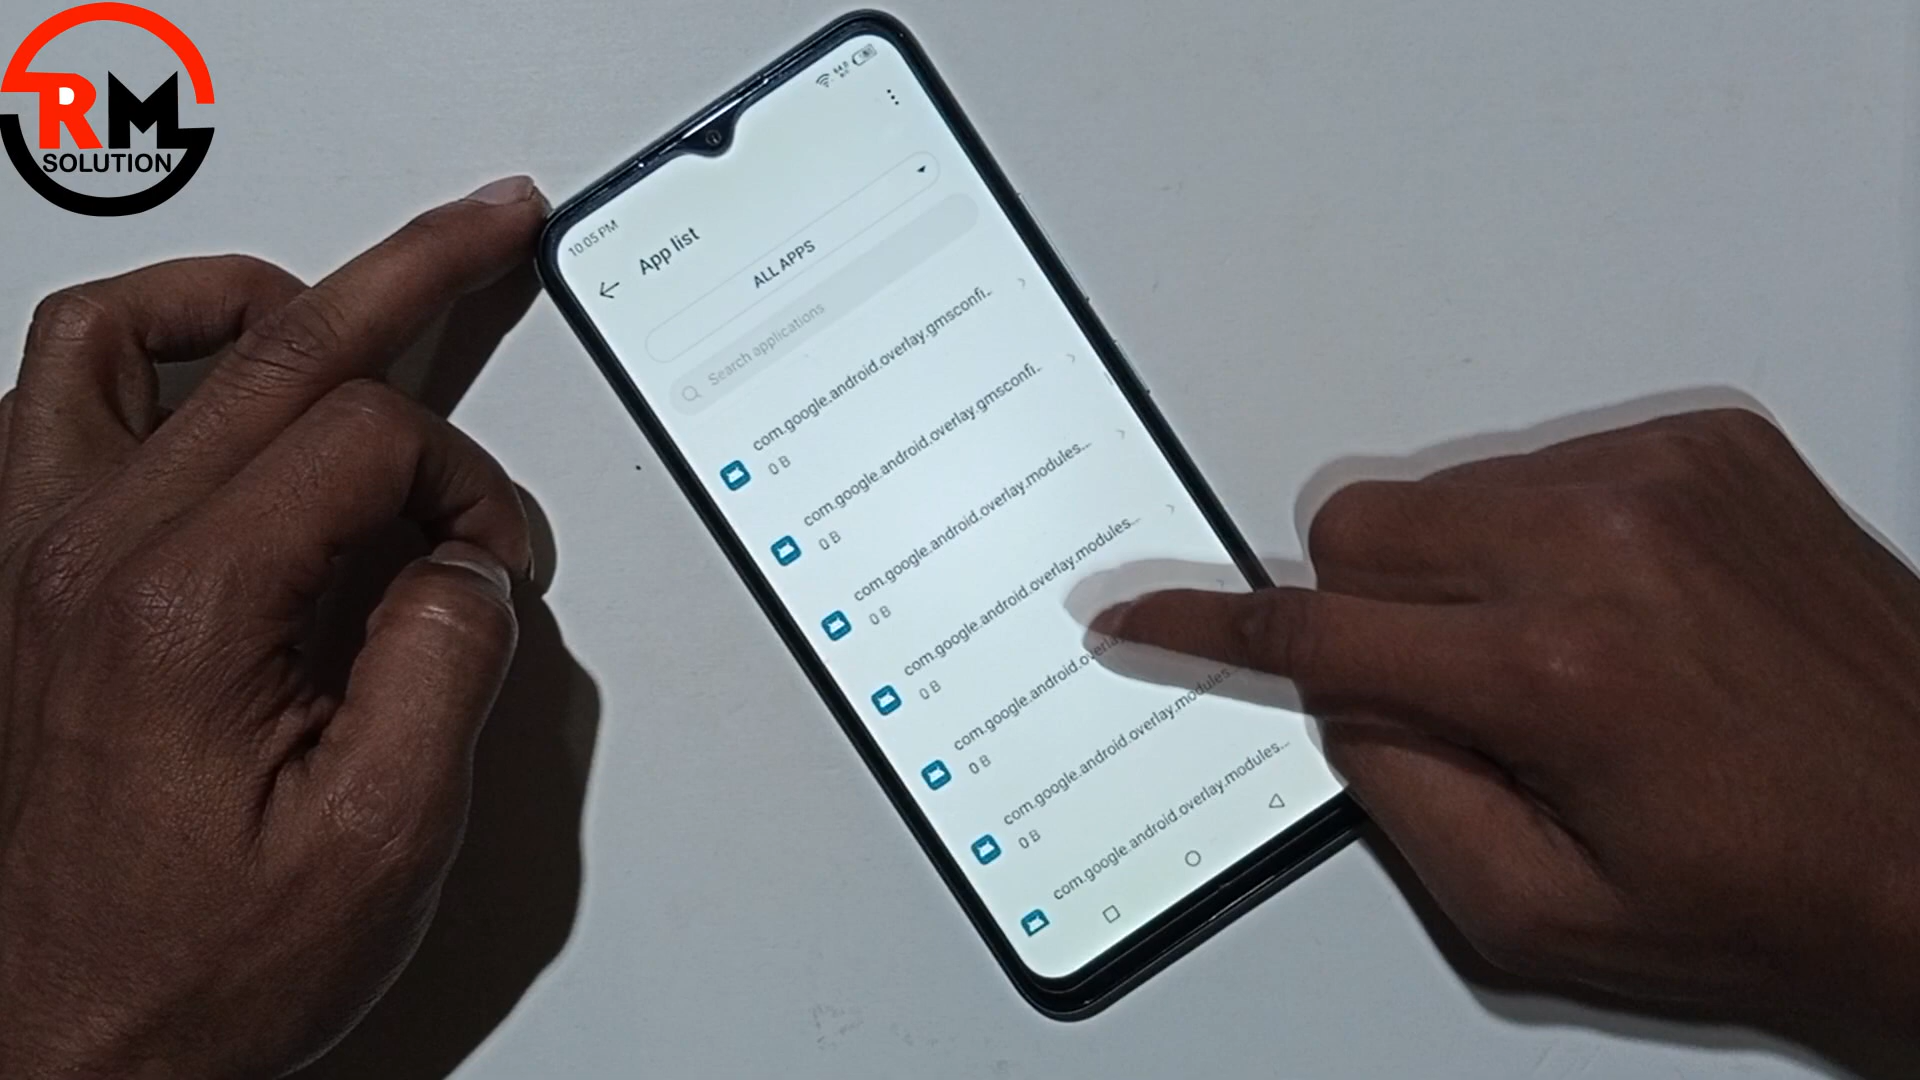 RM
SOLUTION
10:05 PM
App list
ALL APPS
Search applications
com.google.android.overlay.gmsconfi..
0 B
com.google.android.overlay.gmsconfi..
0 B
com.google.android.overlay.modules...
0 B
com.google.android.overlay.modules...
0 B
com.google.android.overla
0 B
com.google.android.overlay.modules..
0 B
com.google.android.overlay.modules...